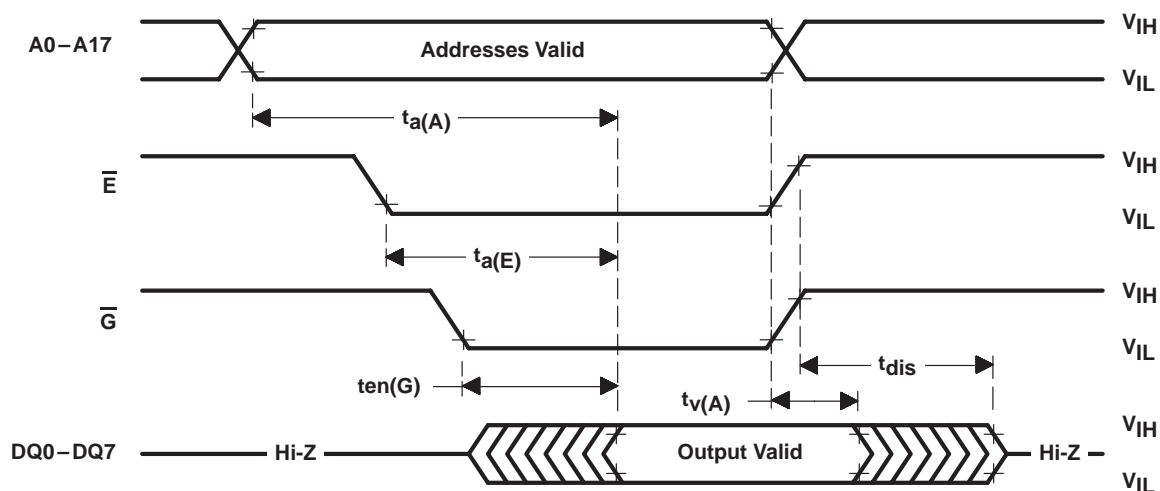 A0–A17
Addresses Valid
VIH
VIL
ta(A)
E
VIH
VIL
ta(E)
G
VIH
VIL
ten(G)
tdis
tv(A)
DQ0–DQ7
Hi-Z
Output Valid
Hi-Z
VIH
VIL